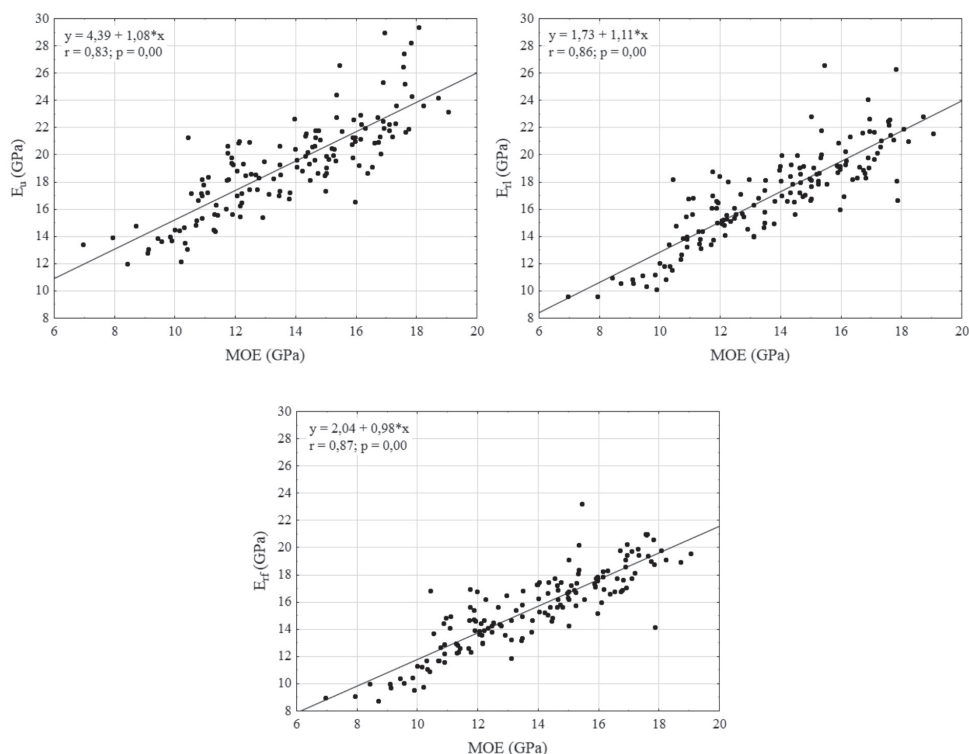 y = 4,39 + 1,08*x
r = 0,83; p = 0,00
30
28
26
24
22
20
18
16
14
12
10
8
E_u (GPa)
6 8 10 12 14 16 18 20
MOE (GPa)
y = 1,73 + 1,11*x
r = 0,86; p = 0,00
30
28
26
24
22
20
18
16
14
12
10
8
E_rl (GPa)
6 8 10 12 14 16 18 20
MOE (GPa)
y = 2,04 + 0,98*x
r = 0,87; p = 0,00
30
28
26
24
22
20
18
16
14
12
10
8
E_rf (GPa)
6 8 10 12 14 16 18 20
MOE (GPa)